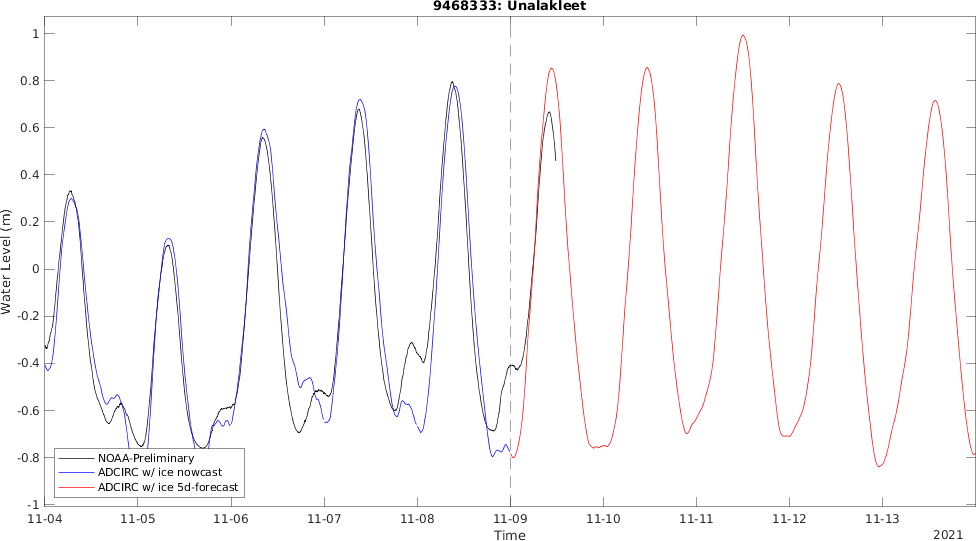 9468333: Unalakleet
Water Level (m)
1
0.8
0.6
0.4
0.2
0
-0.2
-0.4
-0.6
-0.8
-1
NOAA-Preliminary
ADCIRC w/ ice nowcast
ADCIRC w/ ice 5d-forecast
11-04 11-05 11-06 11-07 11-08 11-09 11-10 11-11 11-12 11-13
Time
2021